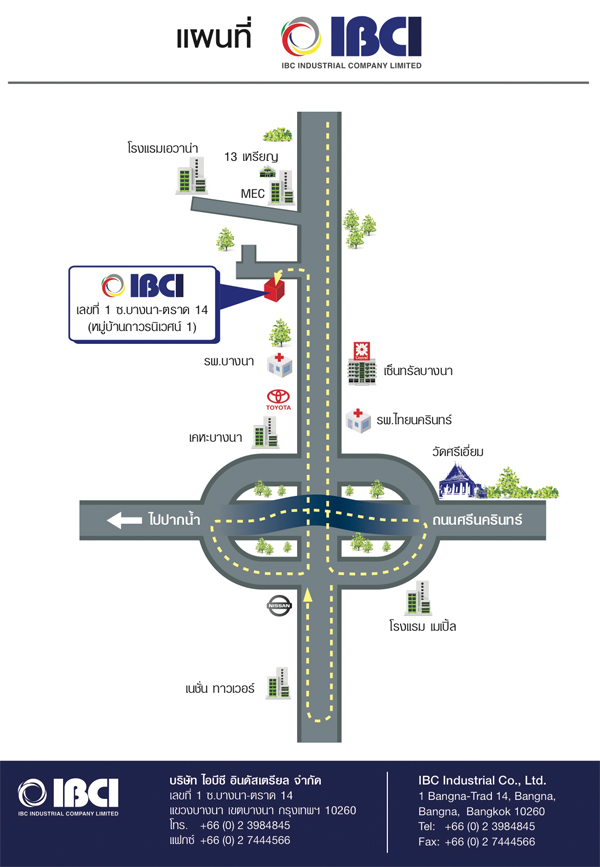 แผนที่
IBCI
IBC INDUSTRIAL COMPANY LIMITED
โรงแรมเอวาน่า
13 เหรียญ
MEC
IBCI
เลขที่ 1 ซ.บางนา-ตราด 14
(หมู่บ้านถาวรนิเวศน์ 1)
รพ.บางนา
เซ็นทรัลบางนา
TOYOTA
รพ.ไทยนครินทร์
เคหะบางนา
วัดศรีเอี่ยม
ไปปากน้ำ
ถนนศรีนครินทร์
NISSAN
โรงแรม เมเปิ้ล
เนชั่น ทาวเวอร์
IBCI
IBC INDUSTRIAL COMPANY LIMITED
บริษัท ไอบีซี อินดัสเตรียล จำกัด
เลขที่ 1 ซ.บางนา-ตราด 14
แขวงบางนา เขตบางนา กรุงเทพฯ 10260
โทร. +66 (0) 2 3984845
แฟกซ์ +66 (0) 2 7444566
IBC Industrial Co., Ltd.
1 Bangna-Trad 14, Bangna,
Bangna, Bangkok 10260
Tel: +66 (0) 2 3984845
Fax: +66 (0) 2 7444566